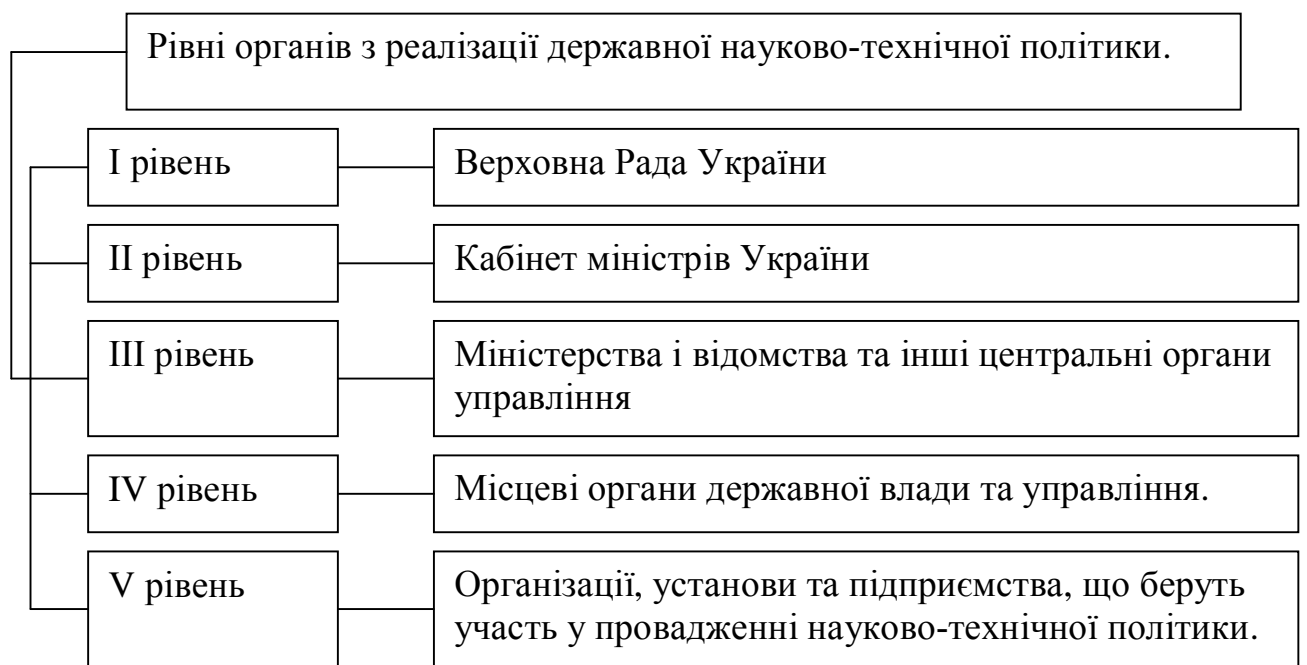 Рівні органів з реалізації державної науково-технічної політики.
I рівень
Верховна Рада України
II рівень
Кабінет міністрів України
III рівень
Міністерства і відомства та інші центральні органи
управління
IV рівень
Місцеві органи державної влади та управління.
V рівень
Організації, установи та підприємства, що беруть
участь у провадженні науково-технічної політики.